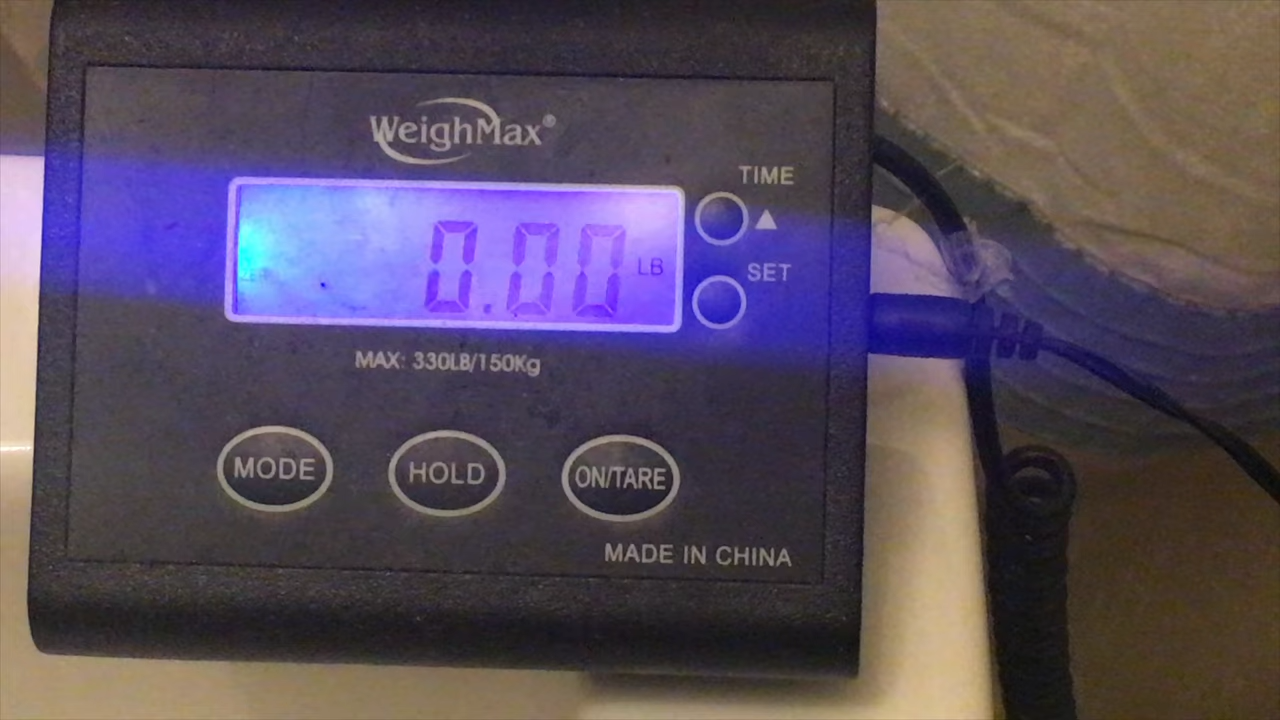 WeighMax®
TIME
▲
0.00 LB
SET
MAX: 330LB/150Kg
MODE HOLD ON/TARE
MADE IN CHINA